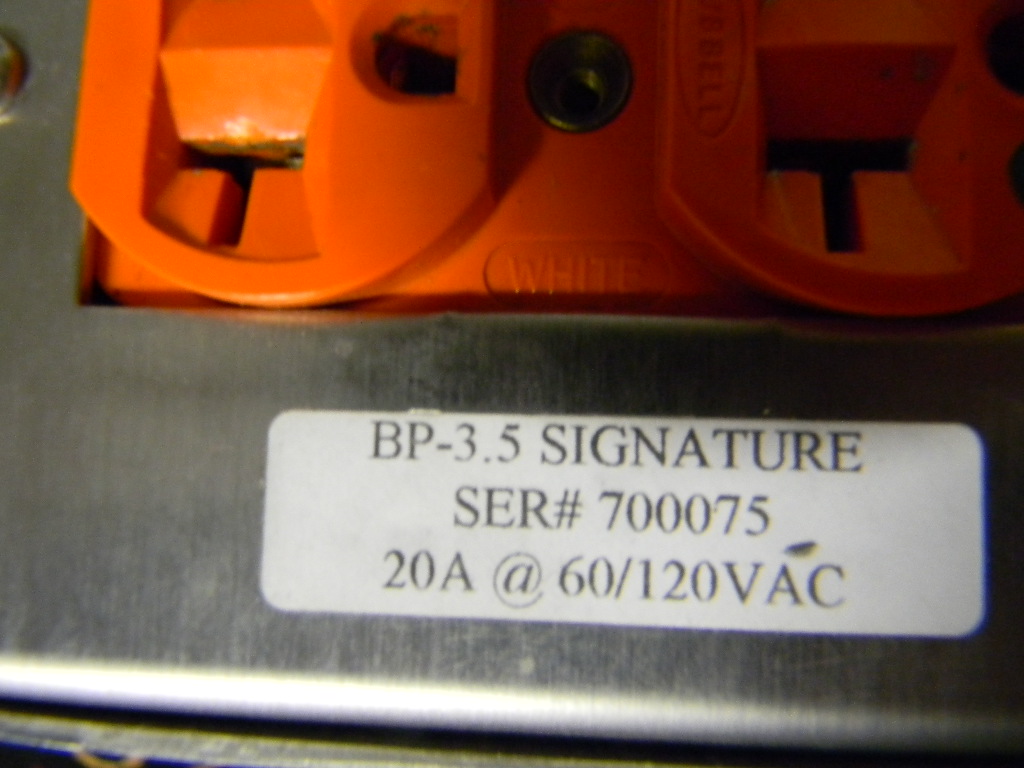 WHITE
BP-3.5 SIGNATURE
SER# 700075
20A @ 60/120VAC